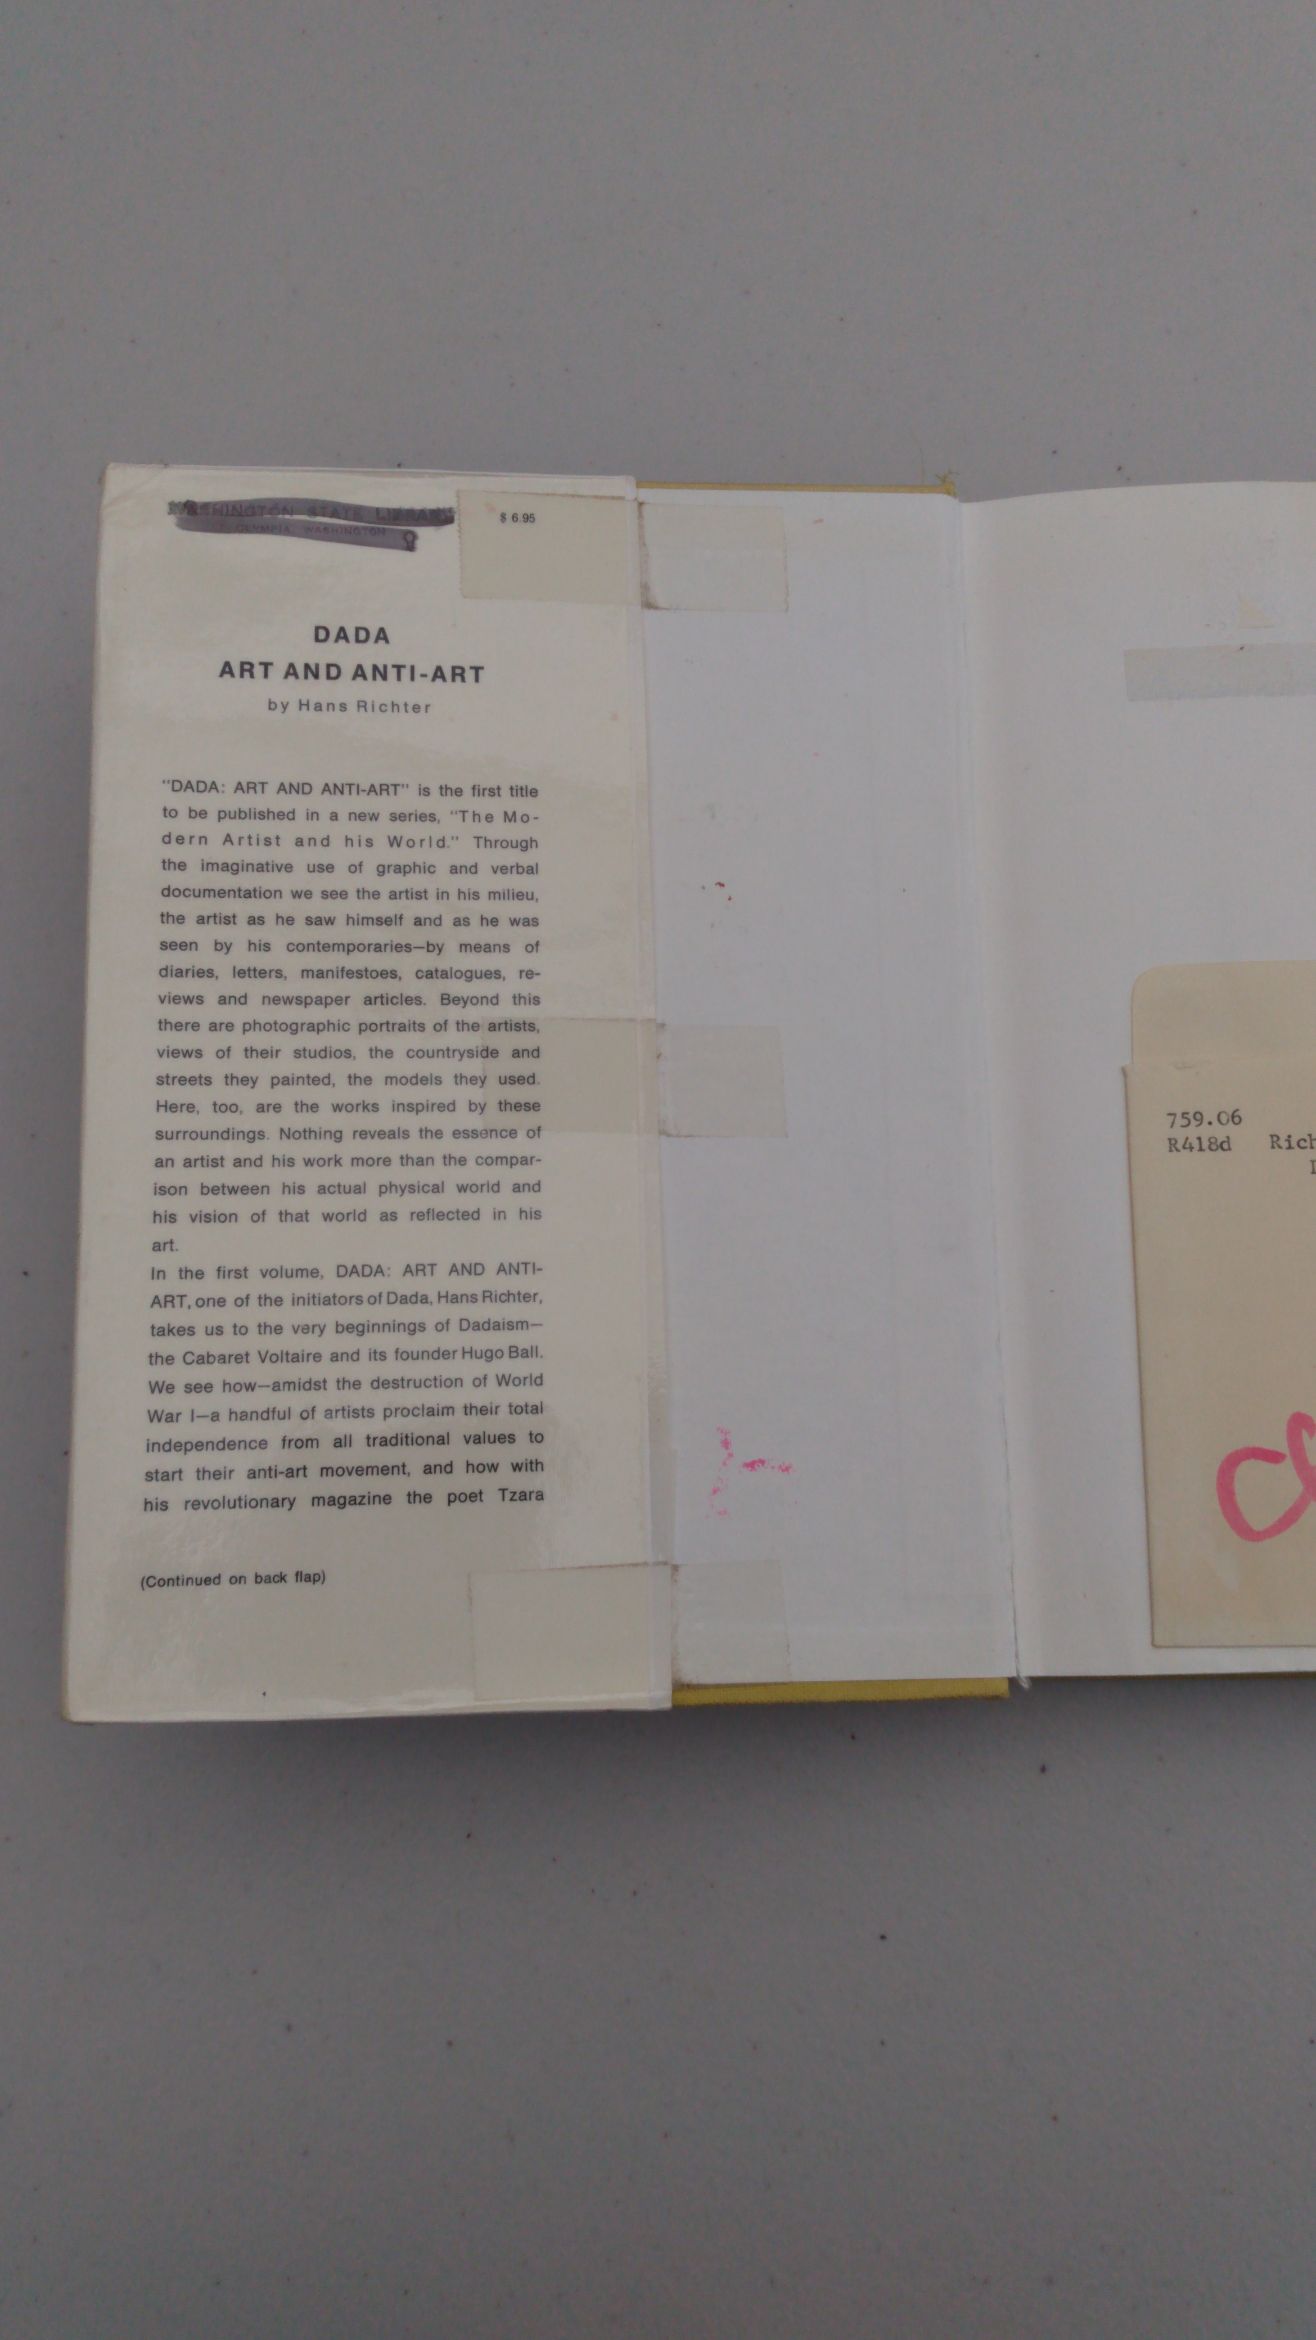 WASHINGTON STATE LIBRARY
OLYMPIA, WASHINGTON
$ 6.95
DADA
ART AND ANTI-ART
by Hans Richter
"DADA: ART AND ANTI-ART" is the first title
to be published in a new series, "The Mo-
dern Artist and his World." Through
the imaginative use of graphic and verbal
documentation we see the artist in his milieu,
the artist as he saw himself and as he was
seen by his contemporaries—by means of
diaries, letters, manifestoes, catalogues, re-
views and newspaper articles. Beyond this
there are photographic portraits of the artists,
views of their studios, the countryside and
streets they painted, the models they used.
Here, too, are the works inspired by these
surroundings. Nothing reveals the essence of
an artist and his work more than the compar-
ison between his actual physical world and
his vision of that world as reflected in his
art.
In the first volume, DADA: ART AND ANTI-
ART, one of the initiators of Dada, Hans Richter,
takes us to the very beginnings of Dadaism—
the Cabaret Voltaire and its founder Hugo Ball.
We see how—amidst the destruction of World
War I—a handful of artists proclaim their total
independence from all traditional values to
start their anti-art movement, and how with
his revolutionary magazine the poet Tzara
(Continued on back flap)
759.06
R418d Rich